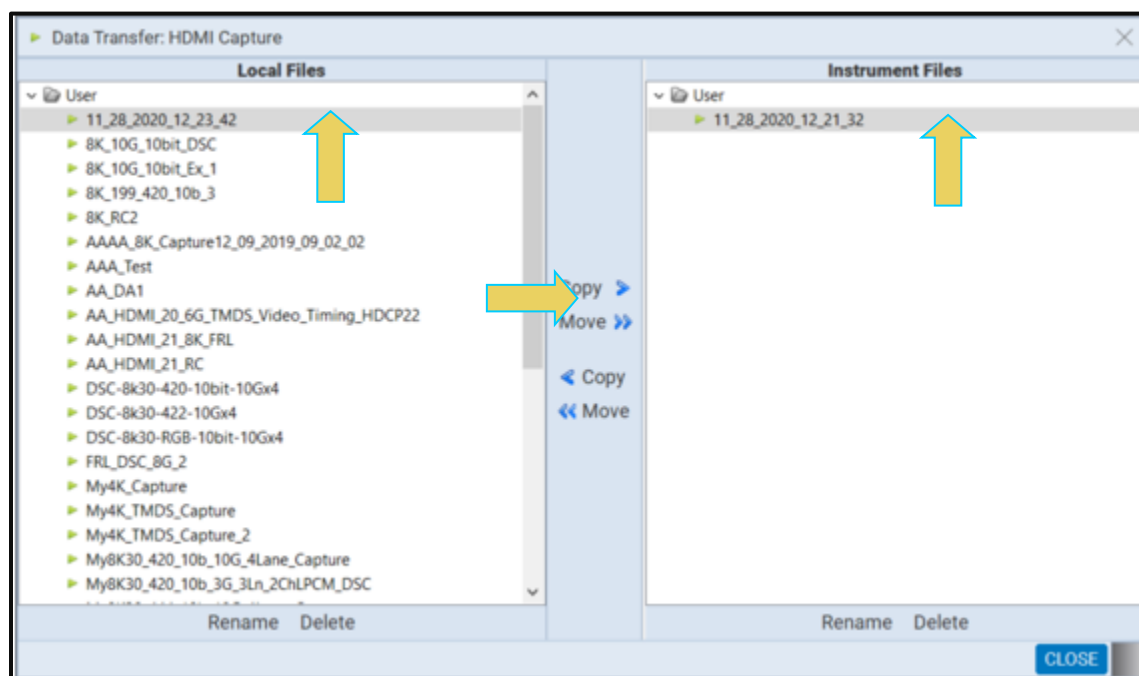 Data Transfer: HDMI Capture
Local Files
User
11_28_2020_12_23_42
8K_10G_10bit_DSC
8K_10G_10bit_Ex_1
8K_199_420_10b_3
8K_RC2
AAAA_8K_Capture12_09_2019_09_02_02
AAA_Test
AA_DA1
AA_HDMI_20_6G_TMDS_Video_Timing_HDCP22
AA_HDMI_21_8K_FRL
AA_HDMI_21_RC
DSC-8k30-420-10bit-10Gx4
DSC-8k30-422-10Gx4
DSC-8k30-RGB-10bit-10Gx4
FRL_DSC_8G_2
My4K_Capture
My4K_TMDS_Capture
My4K_TMDS_Capture_2
My8K30_420_10b_10G_4Lane_Capture
My8K30_420_10b_3G_3Ln_2ChLPCM_DSC
Rename Delete
Copy
Move
Copy
Move
Instrument Files
User
11_28_2020_12_21_32
Rename Delete
CLOSE